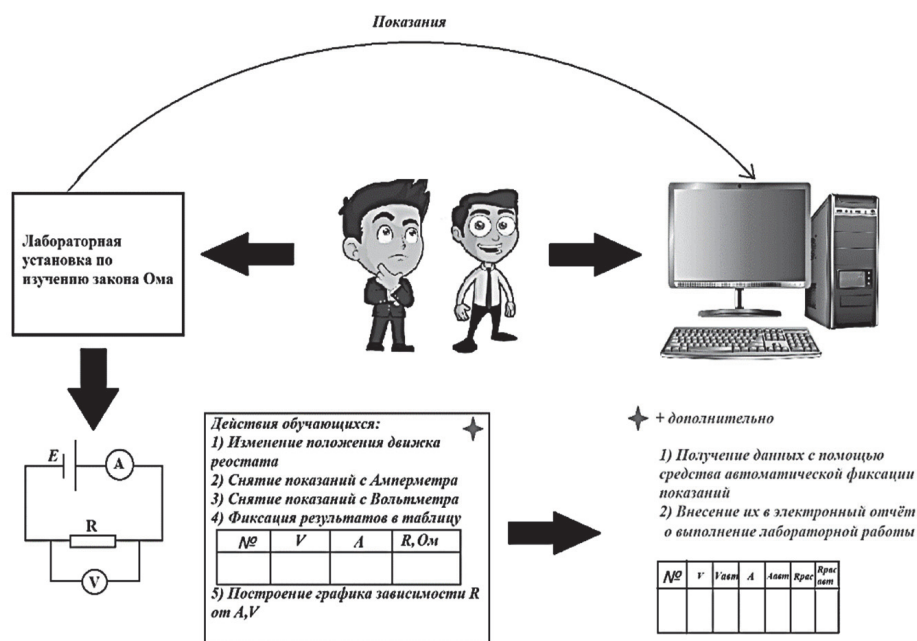 Показания
Лабораторная
установка по
изучению закона Ома
E
A
R
V
Действия обучающихся:
1) Изменение положения движка
реостата
2) Снятие показаний с Амперметра
3) Снятие показаний с Вольтметра
4) Фиксация результатов в таблицу
№ V A R, Ом
5) Построение графика зависимости R
от A,V
+ дополнительно
1) Получение данных с помощью
средства автоматической фиксации
показаний
2) Внесение их в электронный отчёт
о выполнение лабораторной работы
№ V Vавт A Aавт Rрас Rрас
авт